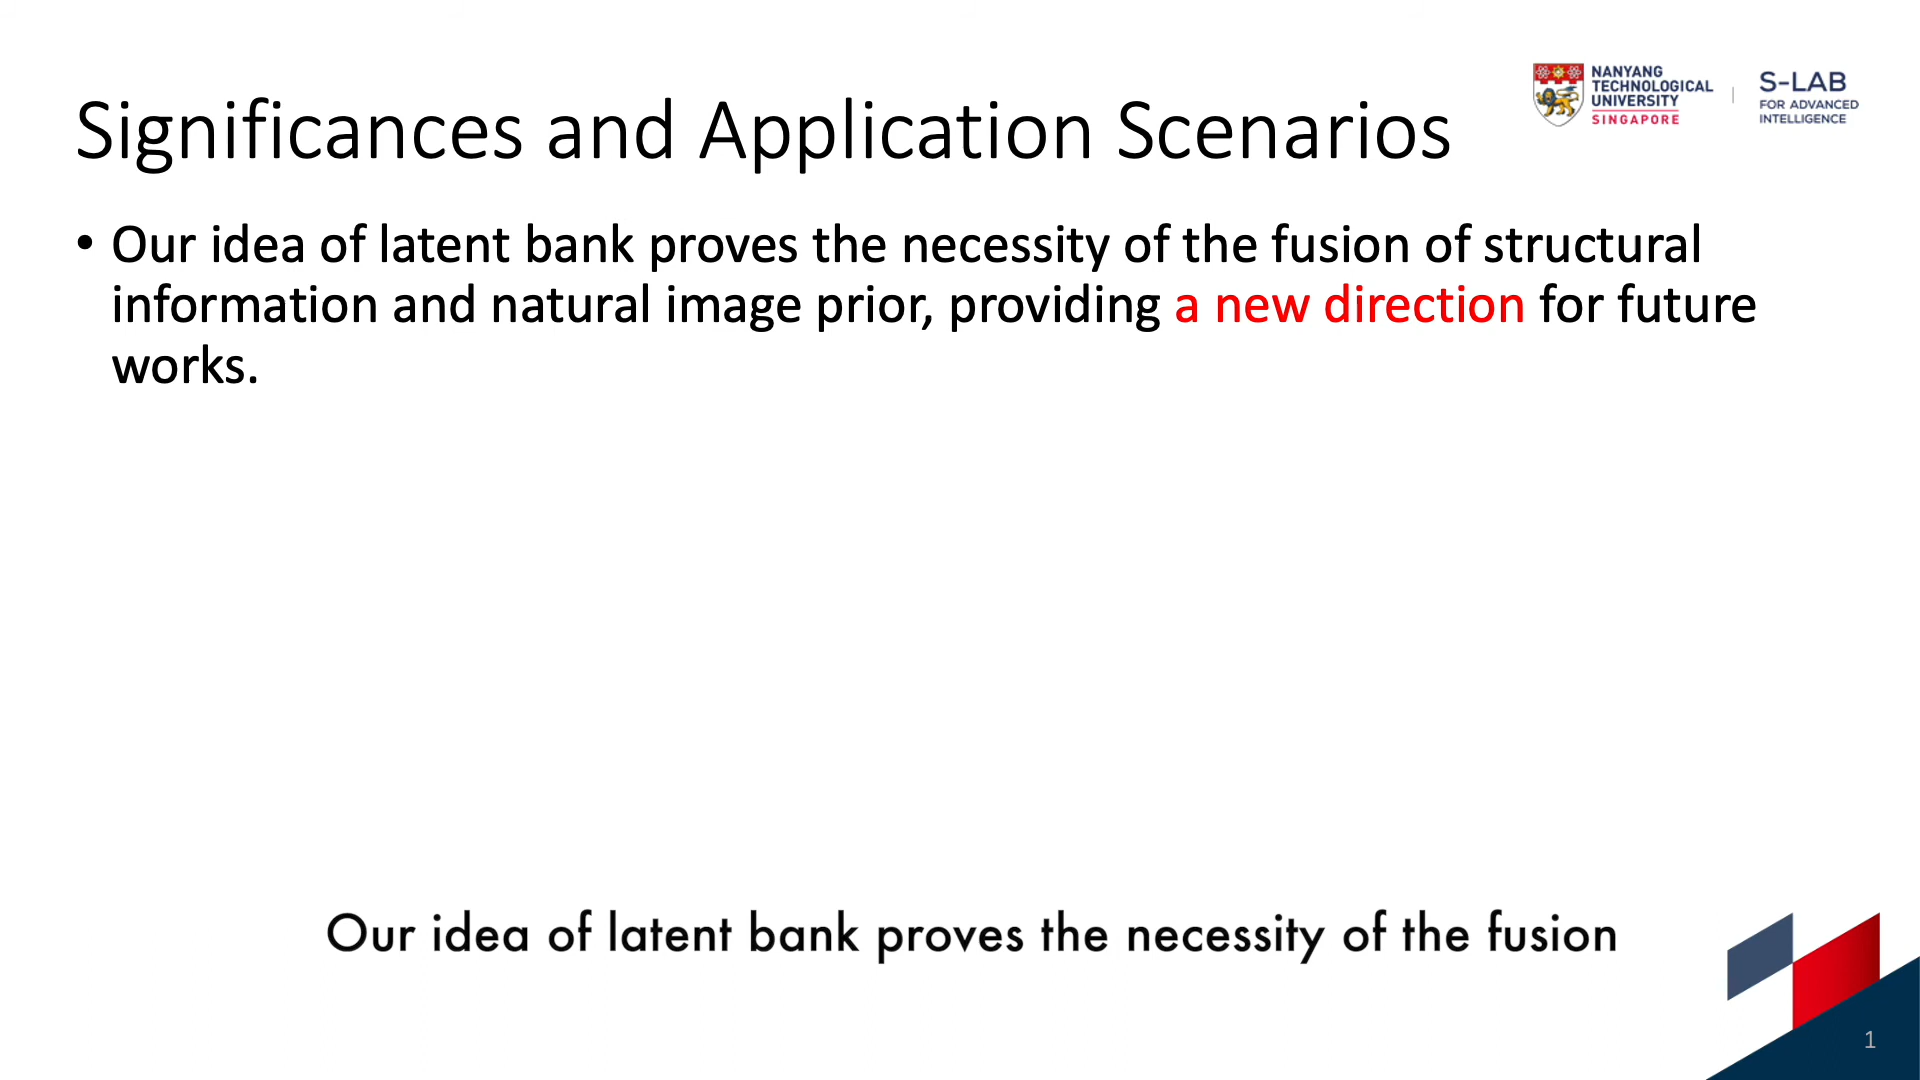 Significances and Application Scenarios
NANYANG
TECHNOLOGICAL
UNIVERSITY
SINGAPORE
S-LAB
FOR ADVANCED
INTELLIGENCE
• Our idea of latent bank proves the necessity of the fusion of structural
information and natural image prior, providing a new direction for future
works.
Our idea of latent bank proves the necessity of the fusion
1